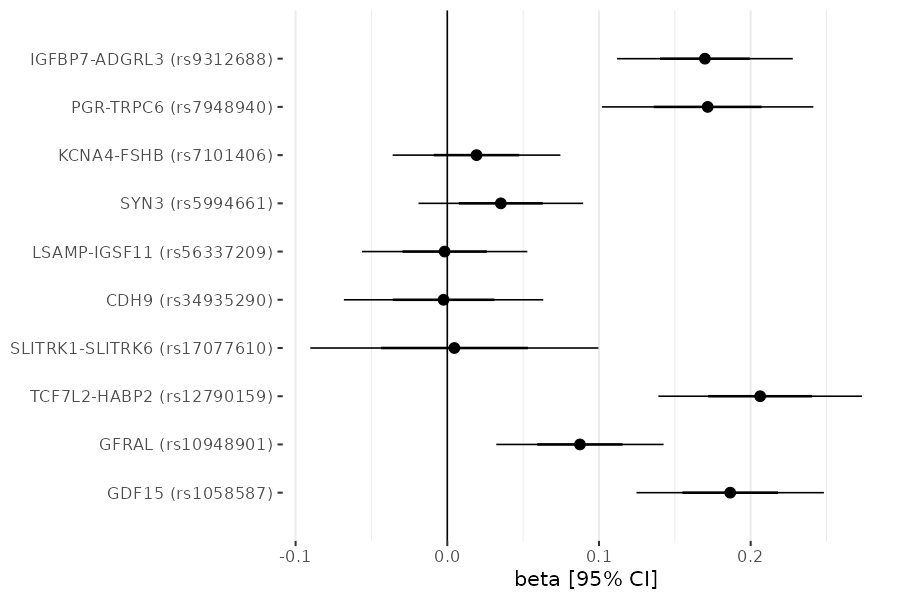 IGFBP7-ADGRL3 (rs9312688)
PGR-TRPC6 (rs7948940)
KCNA4-FSHB (rs7101406)
SYN3 (rs5994661)
LSAMP-IGSF11 (rs56337209)
CDH9 (rs34935290)
SLITRK1-SLITRK6 (rs17077610)
TCF7L2-HABP2 (rs12790159)
GFRAL (rs10948901)
GDF15 (rs1058587)
-0.1 0.0 0.1 0.2
beta [95% CI]